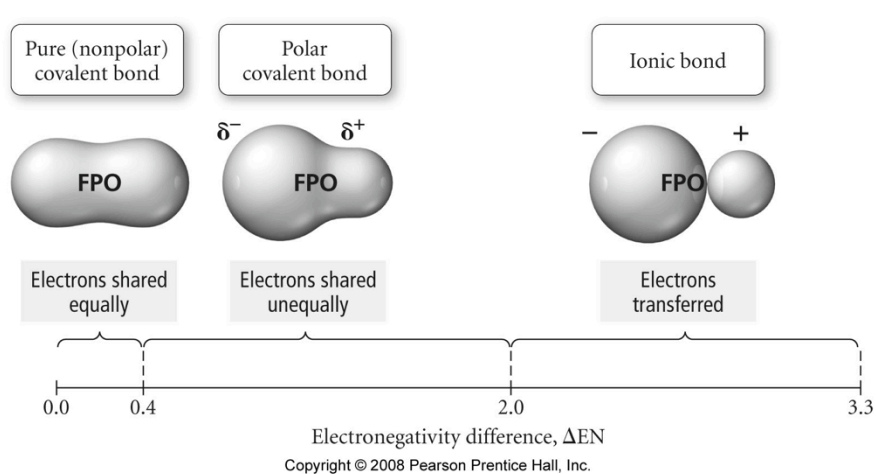 Pure (nonpolar)
covalent bond
Polar
covalent bond
Ionic bond
δ⁻
δ⁺
−
+
FPO
FPO
FPO
Electrons shared
equally
Electrons shared
unequally
Electrons
transferred
0.0
0.4
2.0
3.3
Electronegativity difference, ΔEN
Copyright © 2008 Pearson Prentice Hall, Inc.